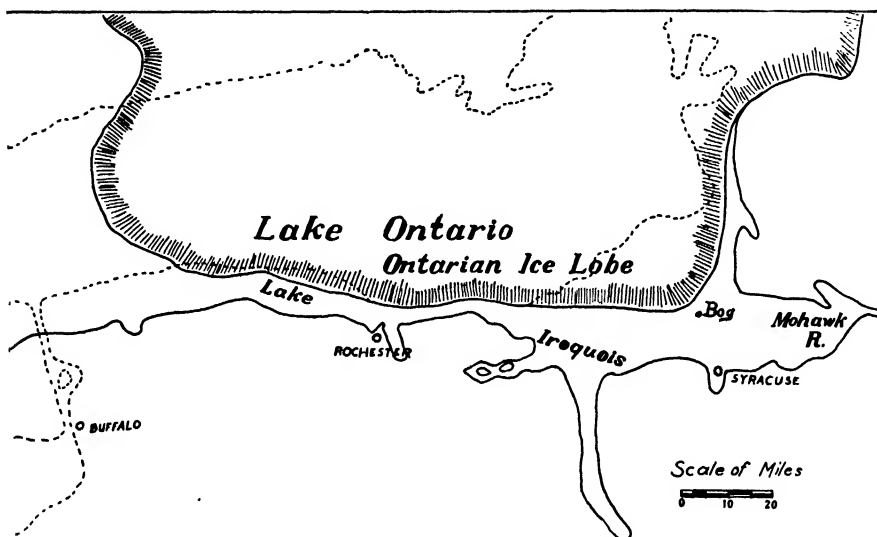 Lake Ontario
Ontarian Ice Lobe
Lake
Iroquois
Bog
Mohawk
R.
ROCHESTER
SYRACUSE
BUFFALO
Scale of Miles
0 10 20